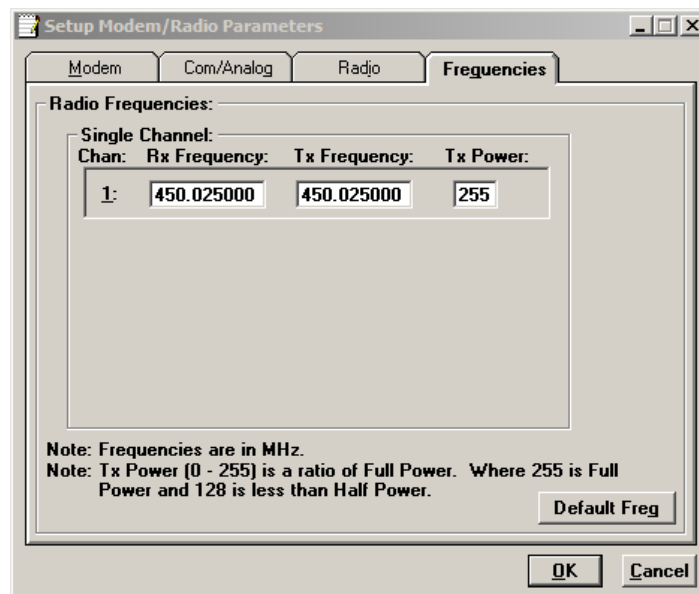 Setup Modem/Radio Parameters
Modem Com/Analog Radio Frequencies
Radio Frequencies:
Single Channel:
Chan: Rx Frequency: Tx Frequency: Tx Power:
1: 450.025000 450.025000 255
Note: Frequencies are in MHz.
Note: Tx Power (0 - 255) is a ratio of Full Power. Where 255 is Full
Power and 128 is less than Half Power.
Default Freq
OK Cancel